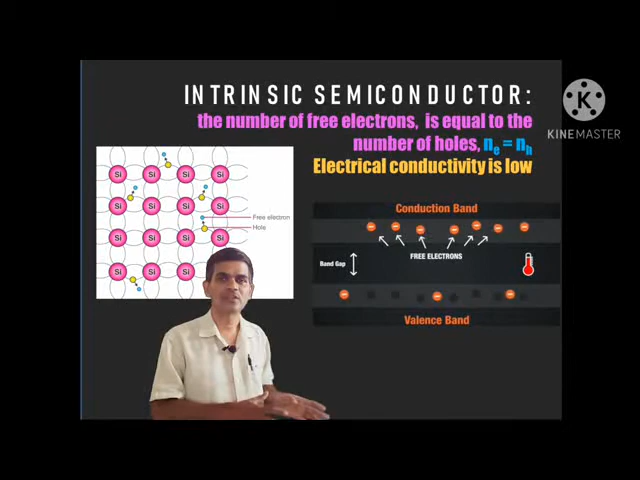 INTRINSIC SEMICONDUCTOR:
the number of free electrons, is equal to the
number of holes, ne = nh
Electrical conductivity is low
K
KINEMASTER
Si Si Si Si
Si Si Si Si
Free electron
Hole
Si Si Si Si
Si Si Si
Conduction Band
FREE ELECTRONS
Band Gap
Valence Band